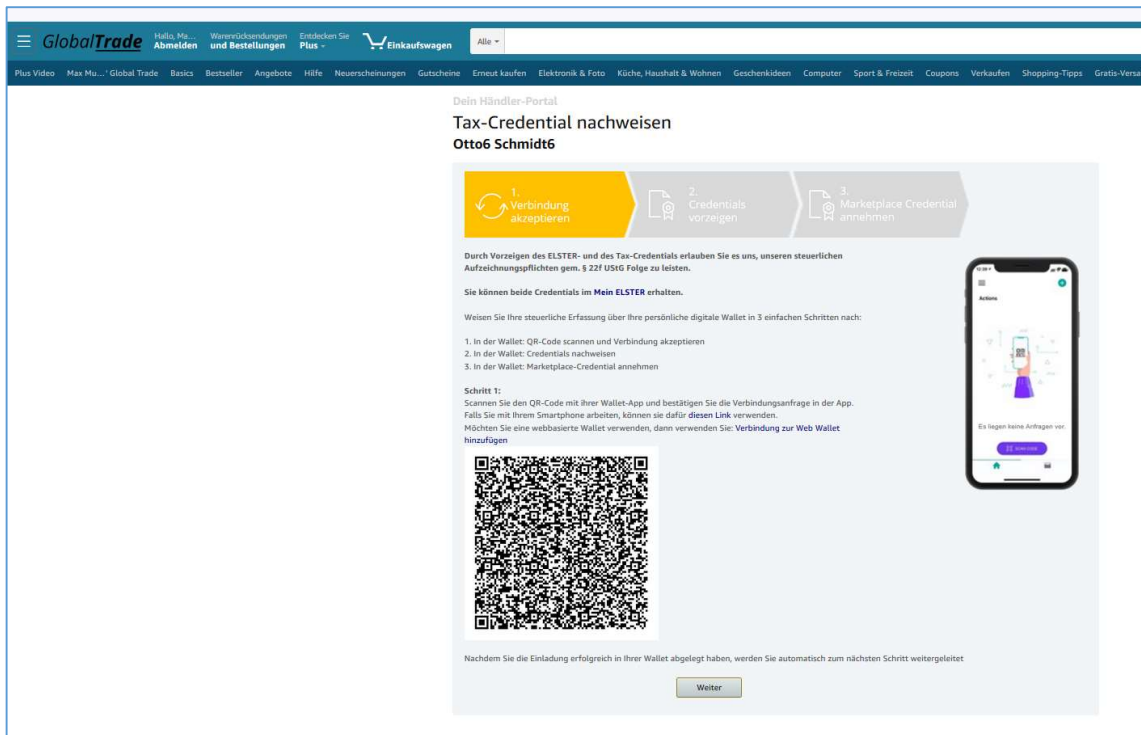 GlobalTrade
Hallo, Ma...
Abmelden
Warenrücksendungen
und Bestellungen
Entdecken Sie
Plus
Einkaufswagen
Alle
Plus Video Max Mu...' Global Trade Basics Bestseller Angebote Hilfe Neuerscheinungen Gutscheine Erneut kaufen Elektronik & Foto Küche, Haushalt & Wohnen Geschenkideen Computer Sport & Freizeit Coupons Verkaufen Shopping-Tipps Gratis-Versa
Dein Händler-Portal
Tax-Credential nachweisen
Otto6 Schmidt6
1.
Verbindung
akzeptieren
2.
Credentials
vorzeigen
3.
Marketplace Credential
annehmen
Durch Vorzeigen des ELSTER- und des Tax-Credentials erlauben Sie es uns, unseren steuerlichen
Aufzeichnungspflichten gem. § 22f UStG Folge zu leisten.
Sie können beide Credentials im Mein ELSTER erhalten.
Weisen Sie Ihre steuerliche Erfassung über Ihre persönliche digitale Wallet in 3 einfachen Schritten nach:
1. In der Wallet: QR-Code scannen und Verbindung akzeptieren
2. In der Wallet: Credentials nachweisen
3. In der Wallet: Marketplace-Credential annehmen
Schritt 1:
Scannen Sie den QR-Code mit ihrer Wallet-App und bestätigen Sie die Verbindungsanfrage in der App.
Falls Sie mit Ihrem Smartphone arbeiten, können sie dafür diesen Link verwenden.
Möchten Sie eine webbasierte Wallet verwenden, dann verwenden Sie: Verbindung zur Web Wallet
hinzufügen
Actions
QR
Es liegen keine Anfragen vor.
SCAN CODE
Nachdem Sie die Einladung erfolgreich in Ihrer Wallet abgelegt haben, werden Sie automatisch zum nächsten Schritt weitergeleitet
Weiter